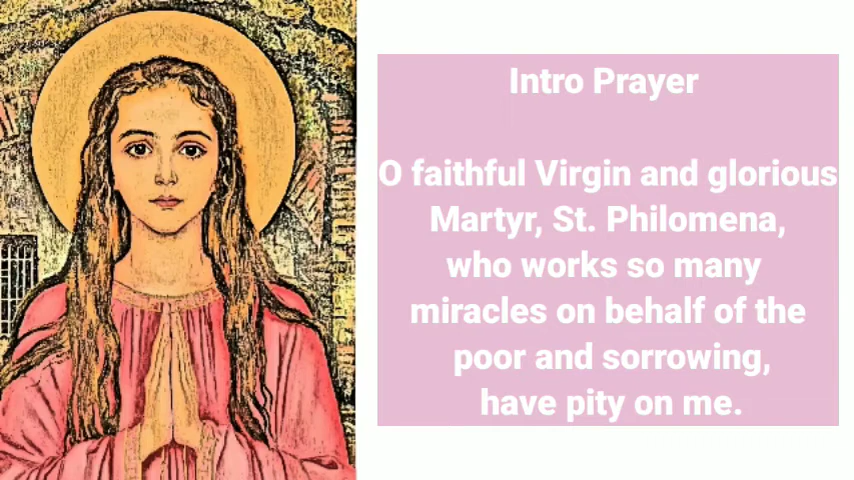 Intro Prayer
O faithful Virgin and glorious
Martyr, St. Philomena,
who works so many
miracles on behalf of the
poor and sorrowing,
have pity on me.